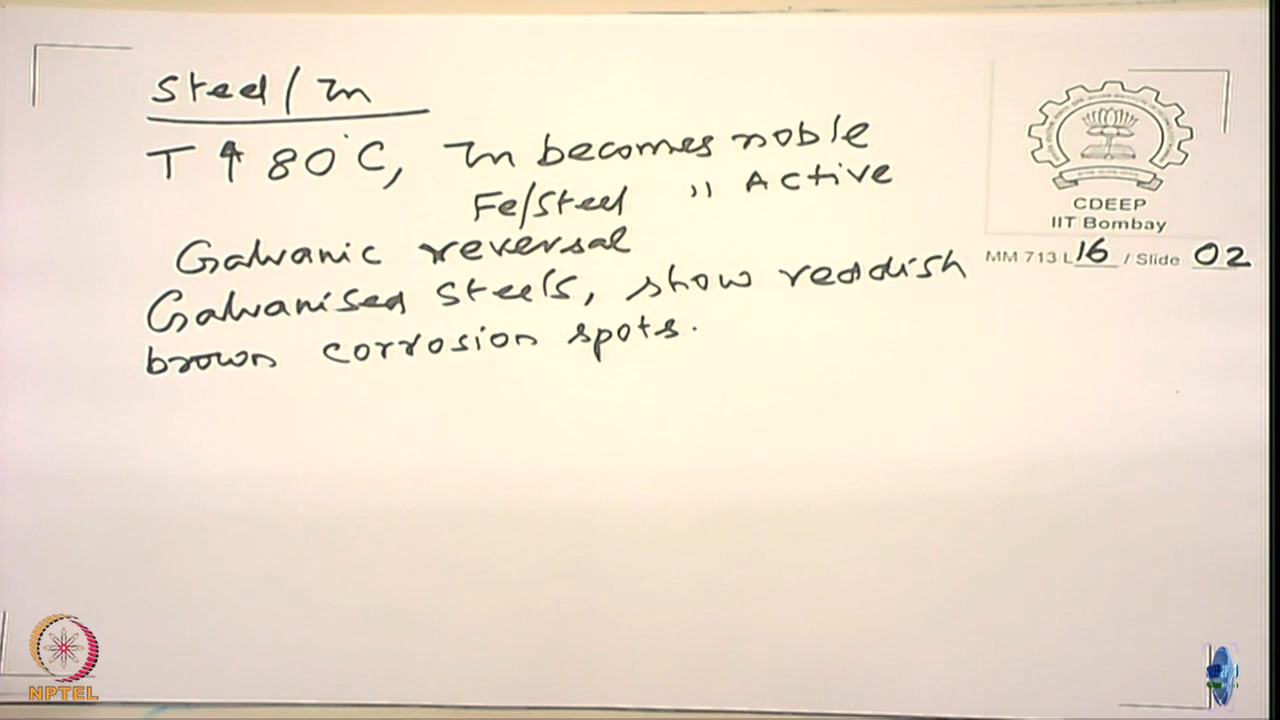 Steel / Zn
T ↑ 80°C, Zn becomes noble
Fe/Steel " Active
Galvanic reversal
Galvanised steels, show reddish
brown corrosion spots.
CDEEP
IIT Bombay
MM 713 L 16 / Slide 02
NPTEL